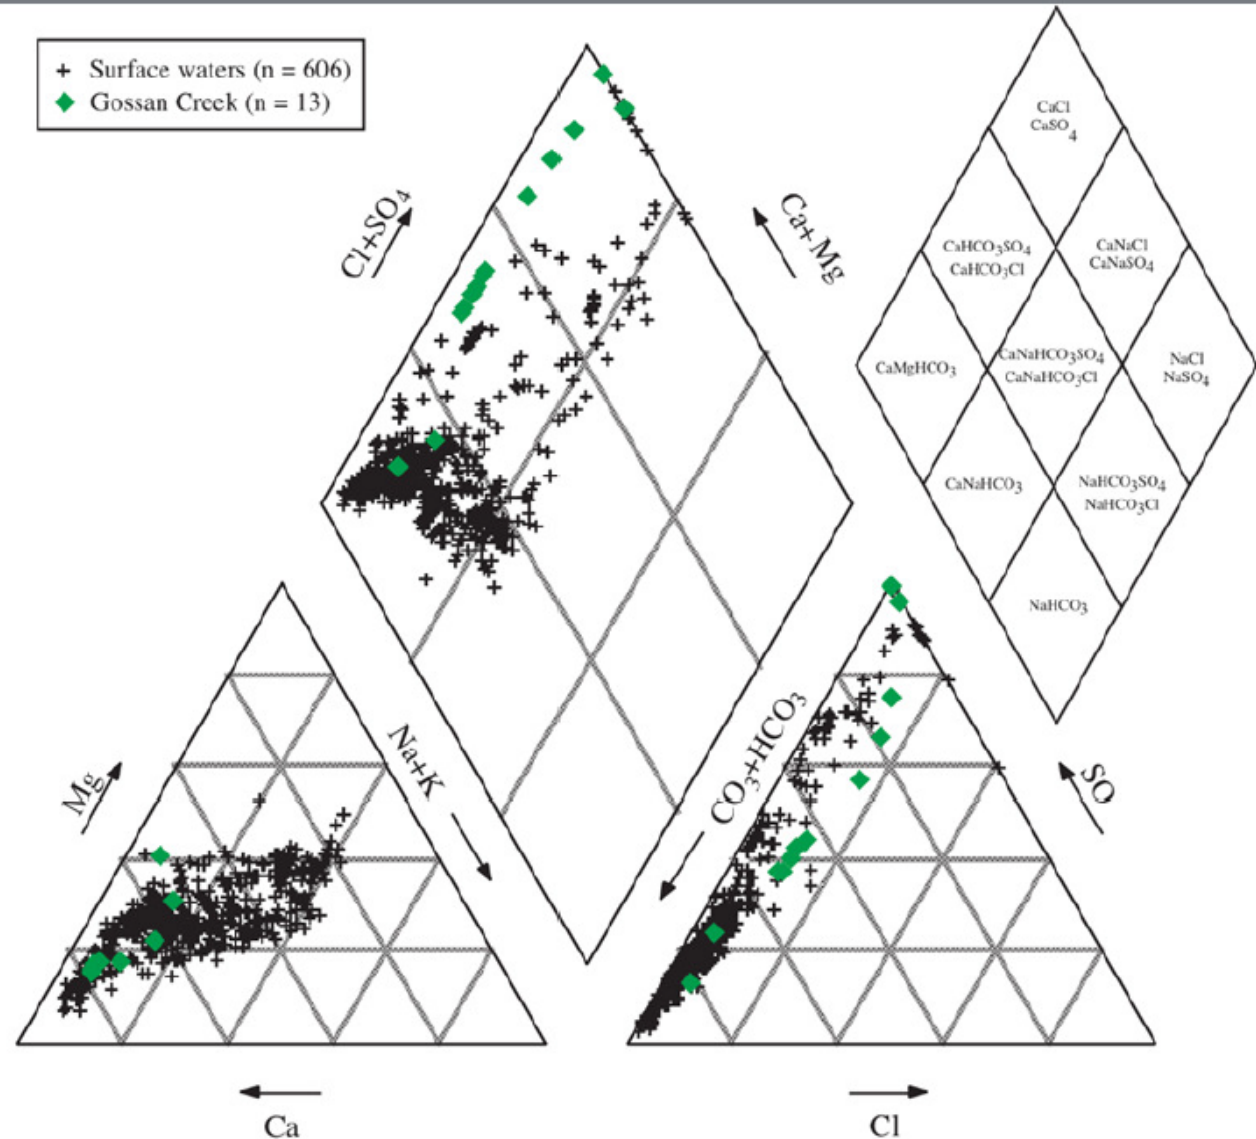 Surface waters (n = 606)
Gossan Creek (n = 13)
Cl+SO₄
Ca+Mg
CaCl
CaSO₄
CaHCO₃SO₄
CaHCO₃Cl
CaNaCl
CaNaSO₄
CaMgHCO₃
CaNaHCO₃SO₄
CaNaHCO₃Cl
NaCl
NaSO₄
CaNaHCO₃
NaHCO₃SO₄
NaHCO₃Cl
NaHCO₃
Mg
Na+K
CO₃+HCO₃
SO
Ca
Cl